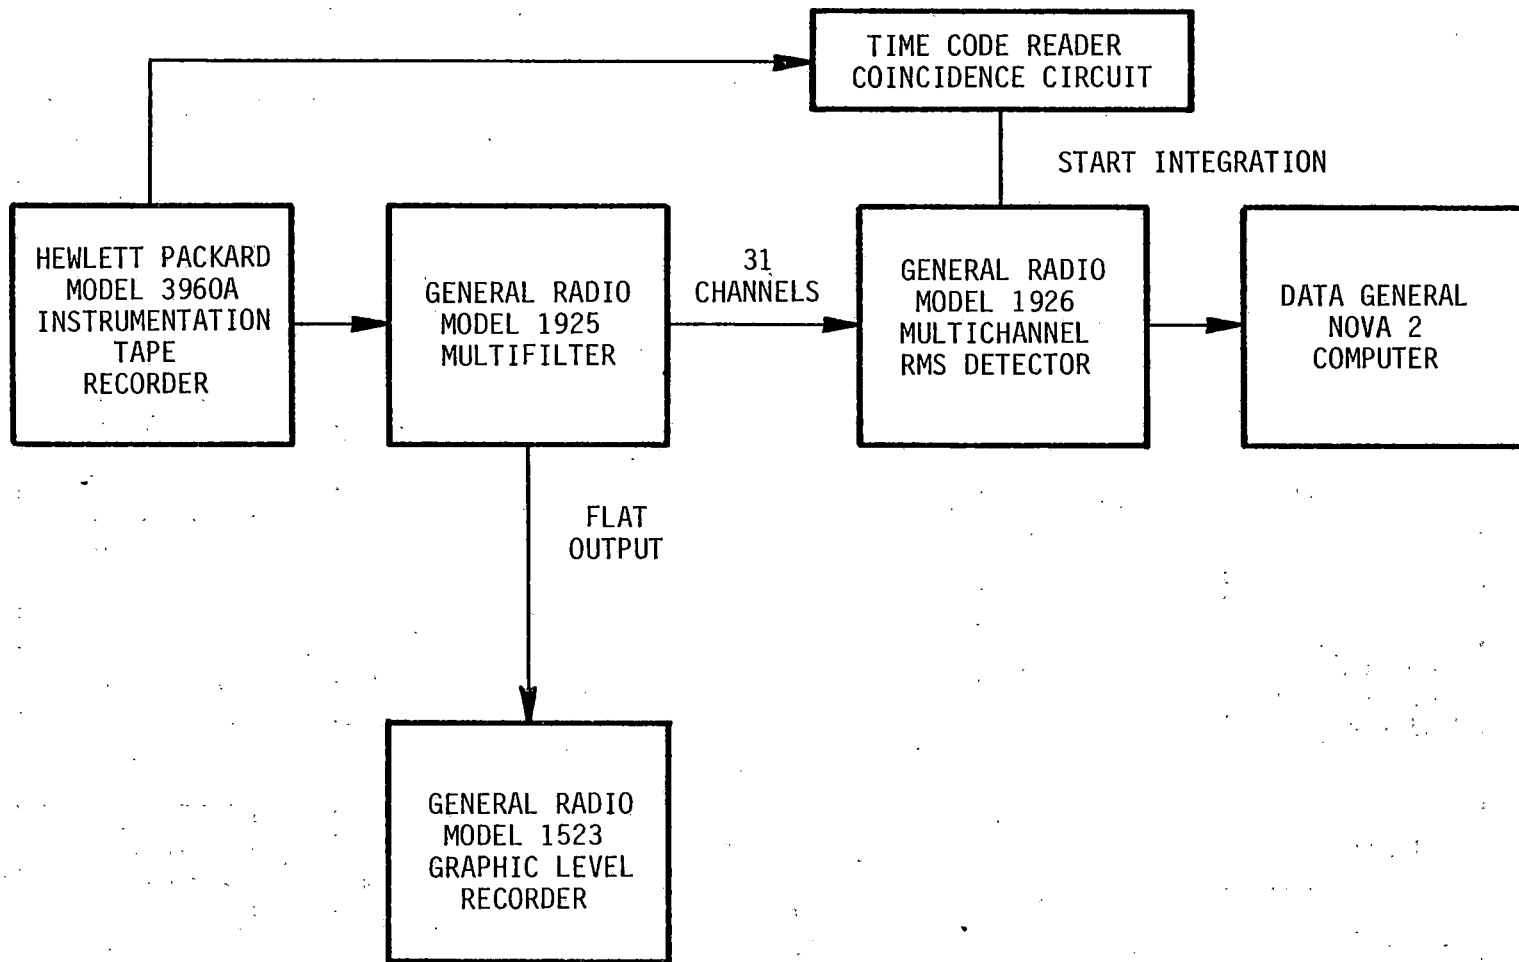 TIME CODE READER
COINCIDENCE CIRCUIT
START INTEGRATION
HEWLETT PACKARD
MODEL 3960A
INSTRUMENTATION
TAPE
RECORDER
GENERAL RADIO
MODEL 1925
MULTIFILTER
31
CHANNELS
GENERAL RADIO
MODEL 1926
MULTICHANNEL
RMS DETECTOR
DATA GENERAL
NOVA 2
COMPUTER
FLAT
OUTPUT
GENERAL RADIO
MODEL 1523
GRAPHIC LEVEL
RECORDER